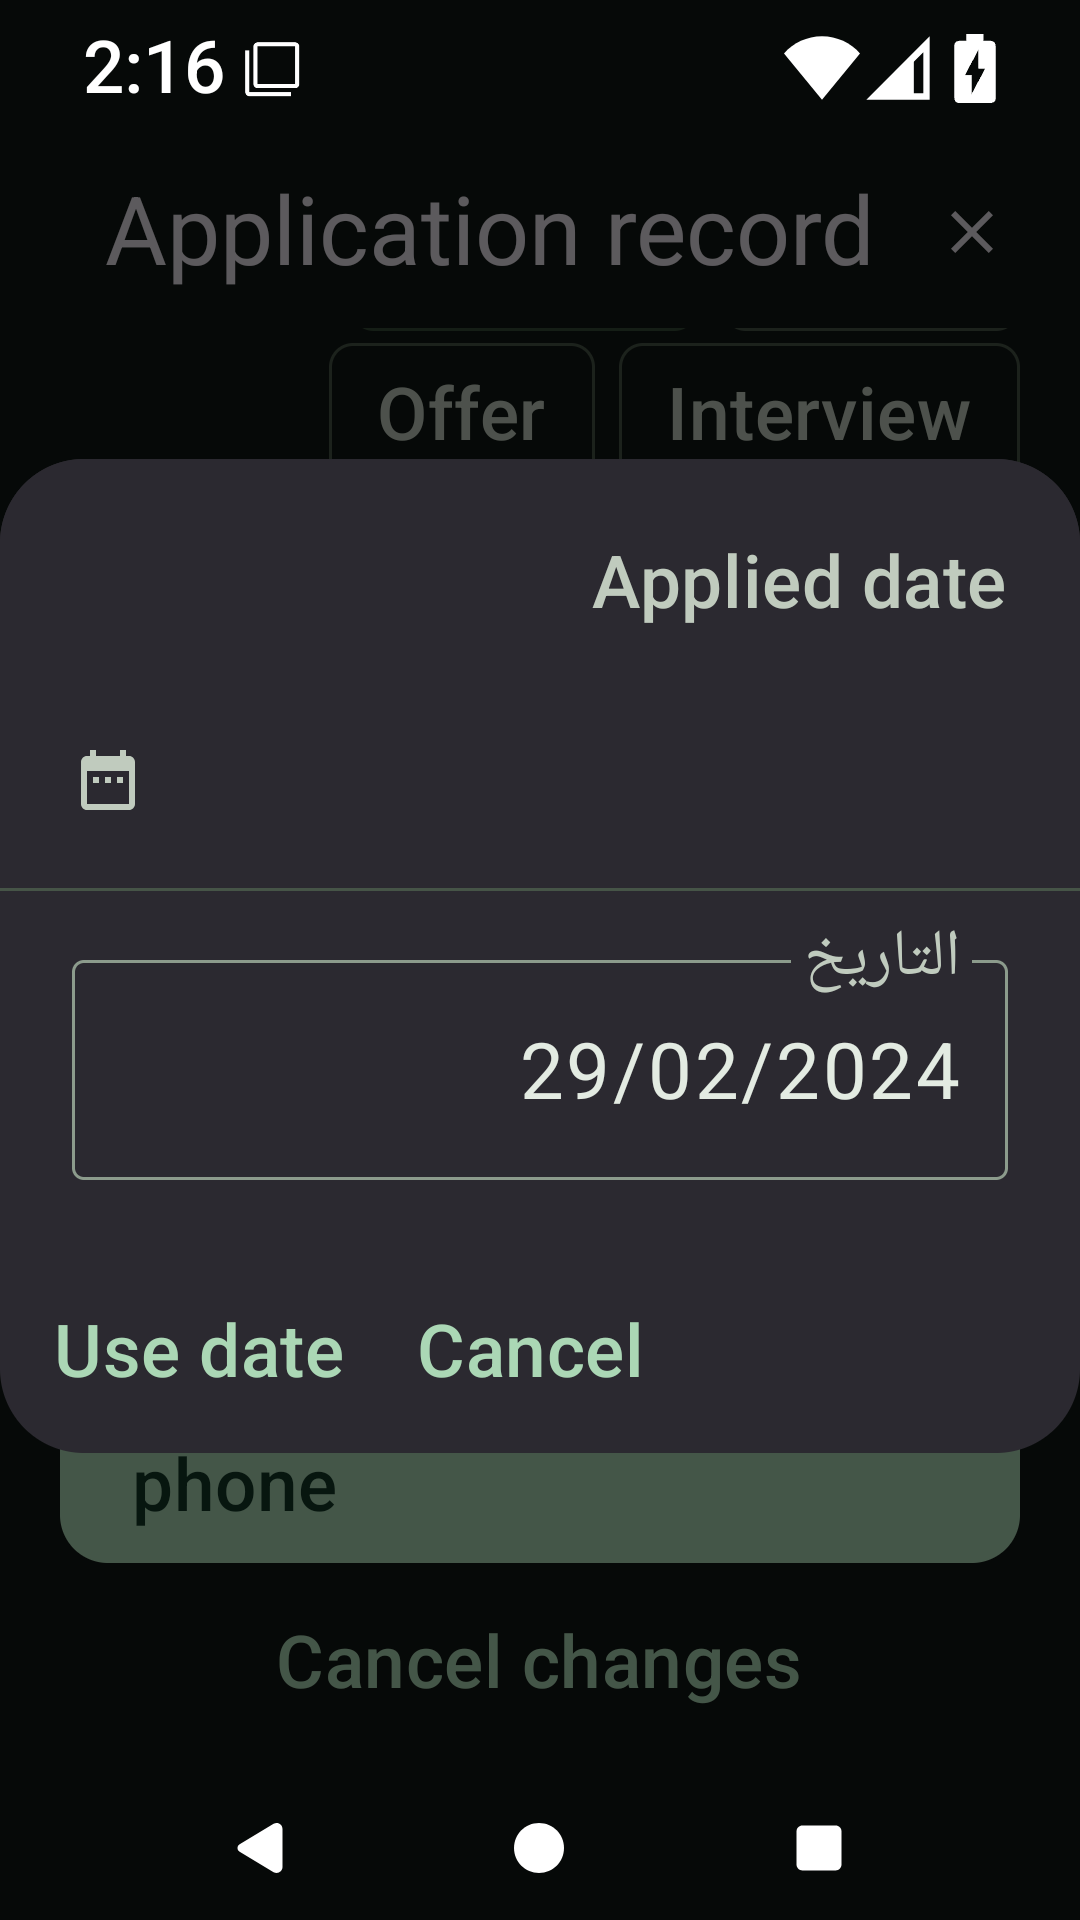 2:16
Application record
Offer Interview
Applied date
التاريخ
29/02/2024
Use date Cancel
phone
Cancel changes